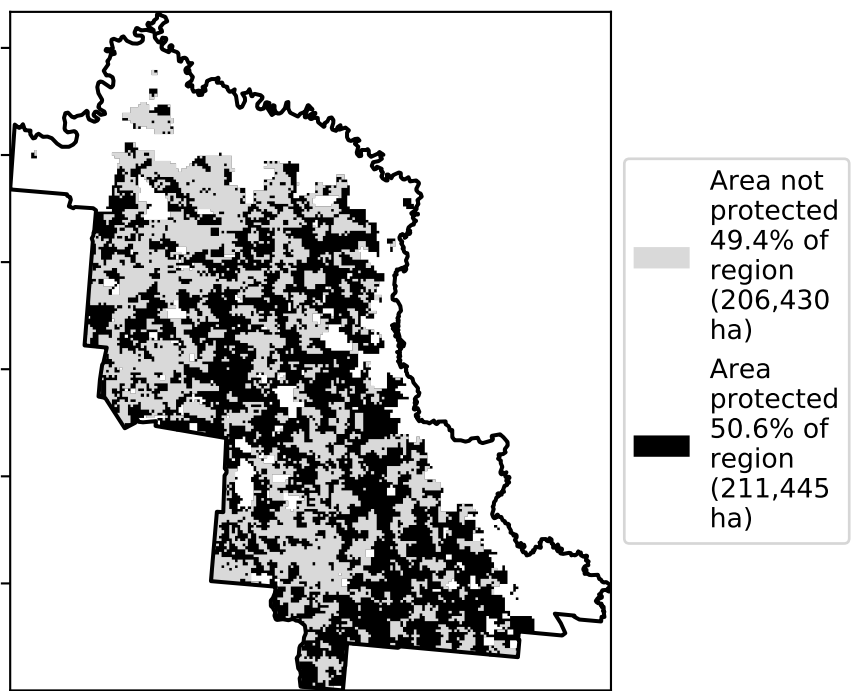 Area not
protected
49.4% of
region
(206,430
ha)
Area
protected
50.6% of
region
(211,445
ha)